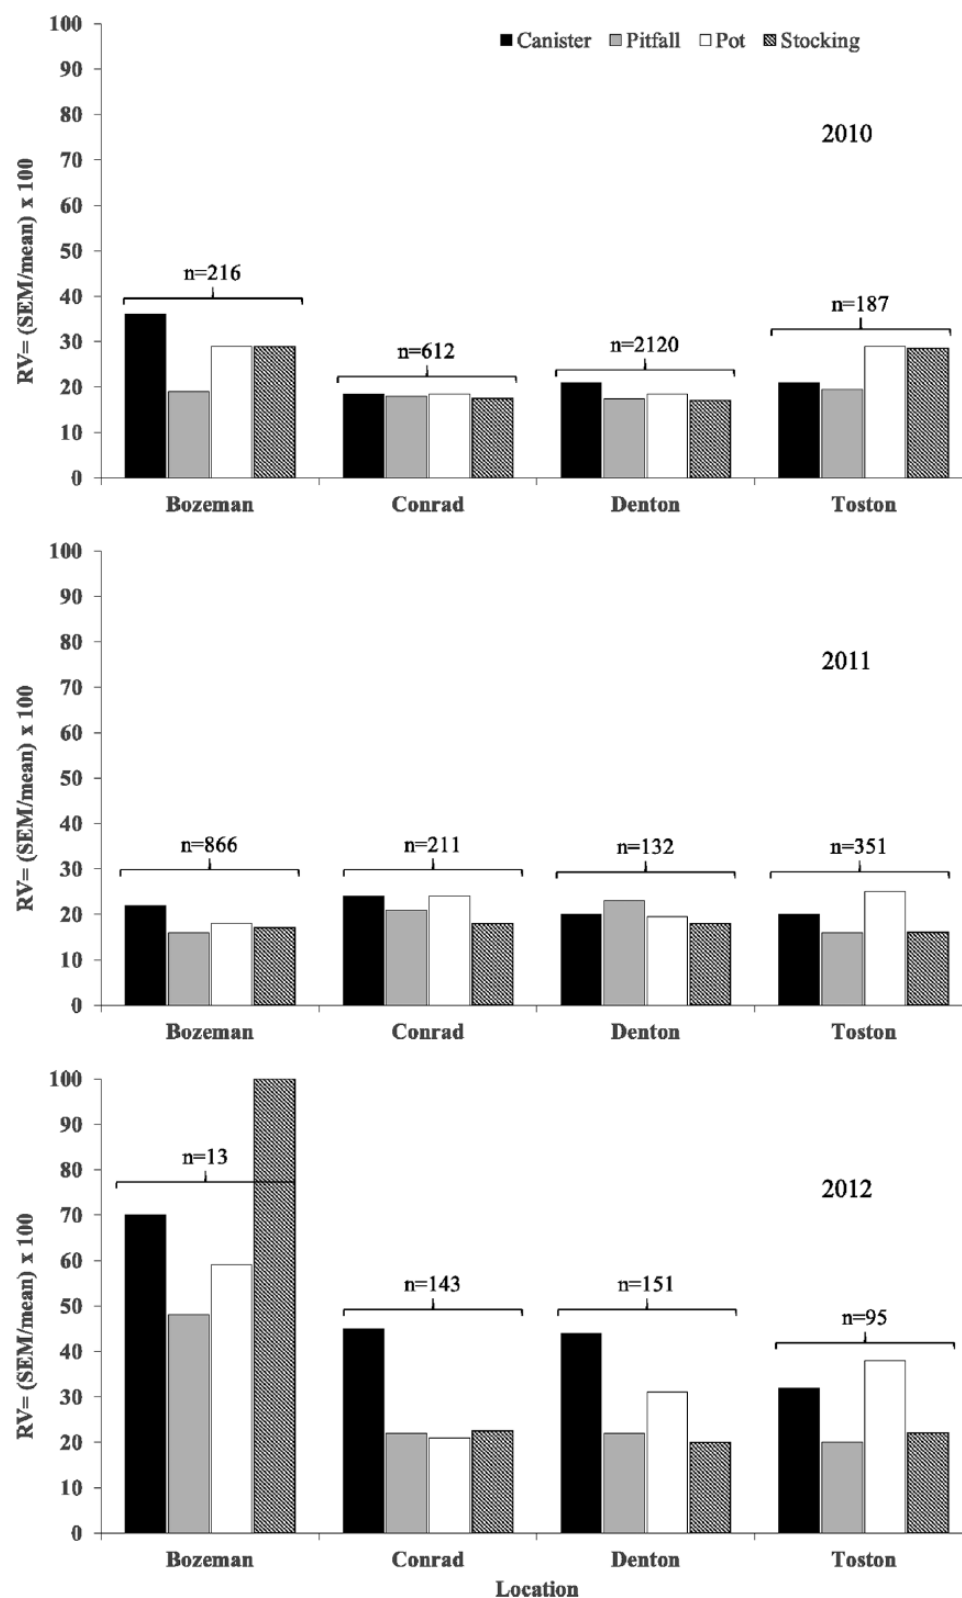 100
90
80
70
60
50
40
30
20
10
0
RV= (SEM/mean) x 100
Canister Pitfall Pot Stocking
2010
n=216
n=612
n=2120
n=187
Bozeman Conrad Denton Toston
100
90
80
70
60
50
40
30
20
10
0
RV= (SEM/mean) x 100
2011
n=866
n=211
n=132
n=351
Bozeman Conrad Denton Toston
100
90
80
70
60
50
40
30
20
10
0
RV= (SEM/mean) x 100
2012
n=13
n=143
n=151
n=95
Bozeman Conrad Denton Toston
Location